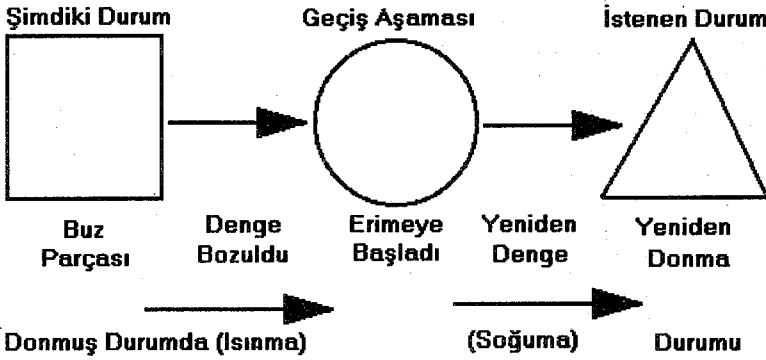 Şimdiki Durum Geçiş Aşaması İstenen Durum
Buz Denge Erimeye Yeniden Yeniden
Parçası Bozuldu Başladı Denge Donma
Donmuş Durumda (Isınma) (Soğuma) Durumu